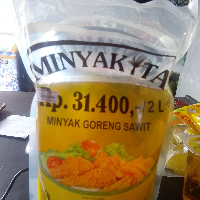 MINYAKITA
Rp. 31.400,-/2 L
MINYAK GORENG SAWIT